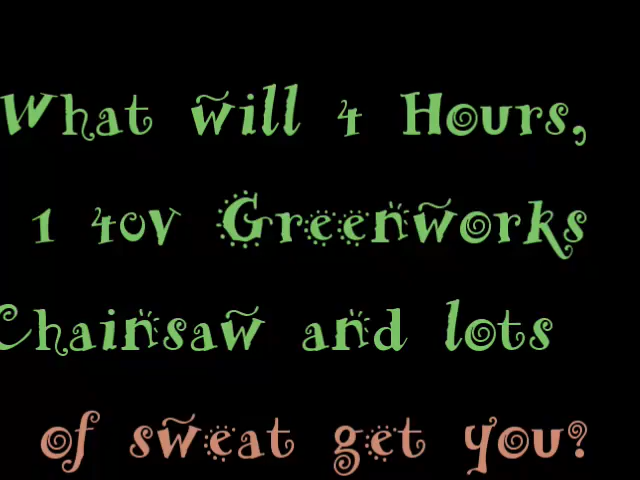 What will 4 Hours,
1 40v Greenworks
Chainsaw and lots
of sweat get you?